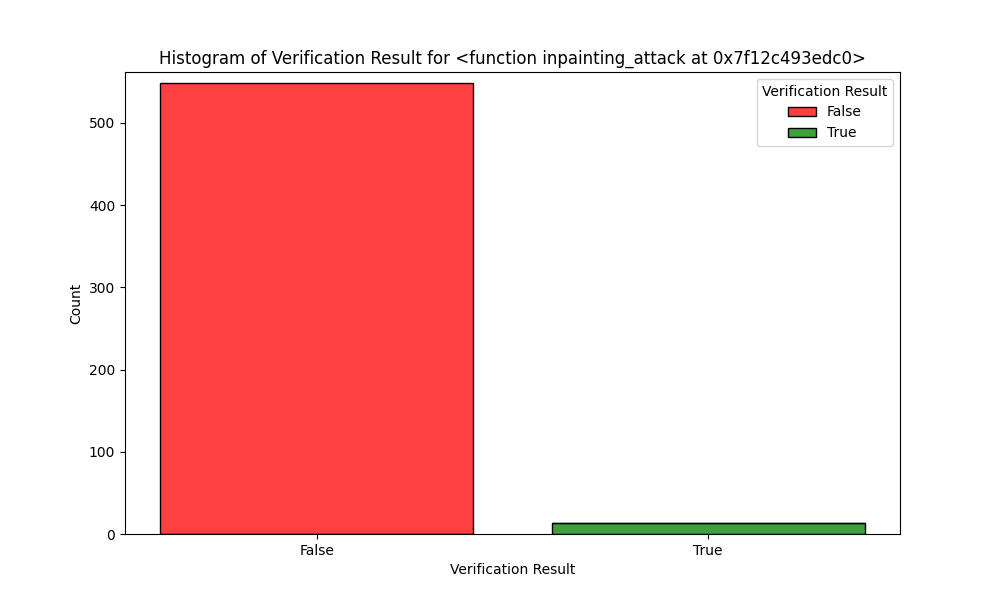 Histogram of Verification Result for <function inpainting_attack at 0x7f12c493edc0>
Verification Result
False
True
500
400
300
200
100
0
Count
False
True
Verification Result